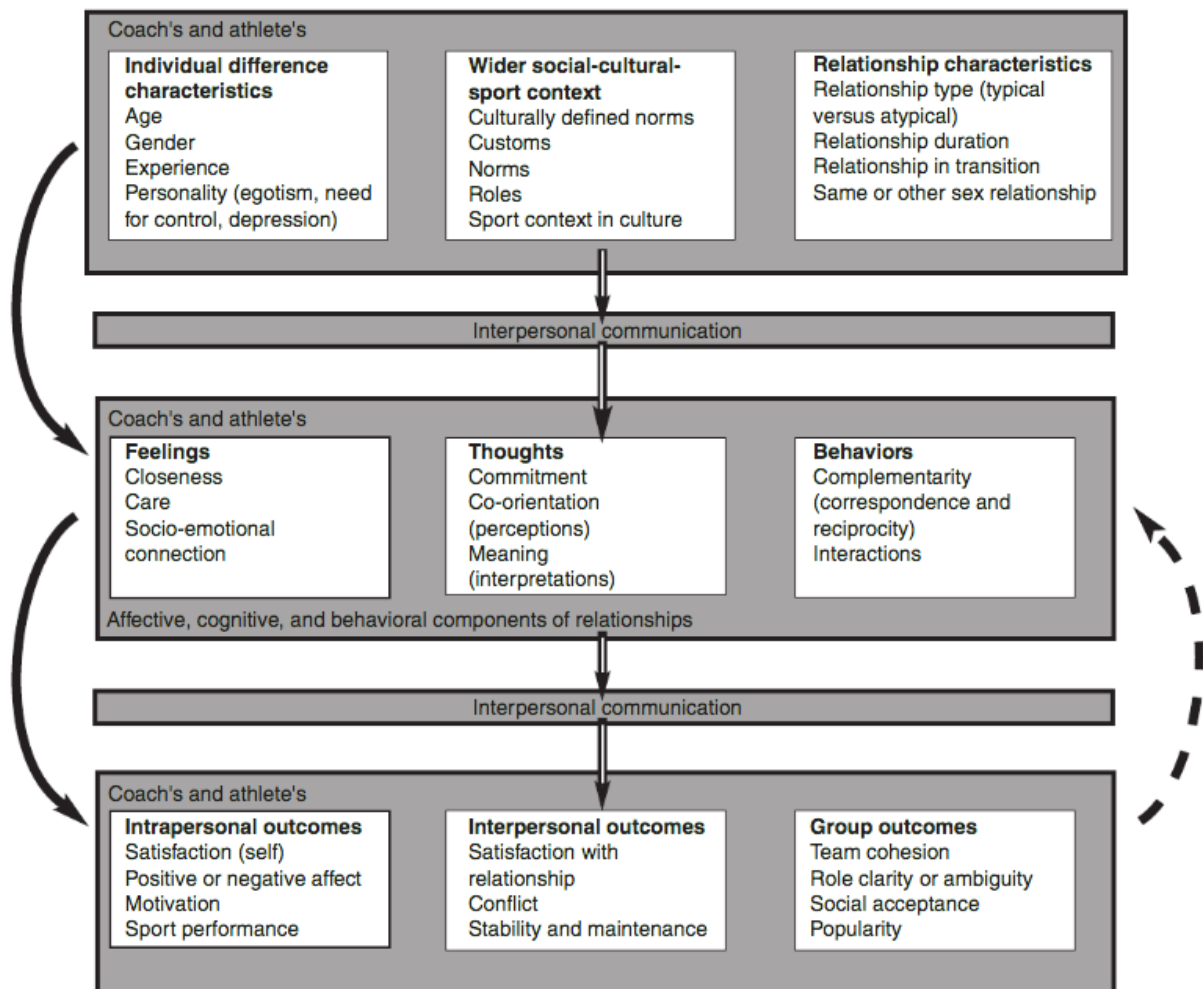 Coach's and athlete's
Individual difference
characteristics
Age
Gender
Experience
Personality (egotism, need
for control, depression)
Wider social-cultural-
sport context
Culturally defined norms
Customs
Norms
Roles
Sport context in culture
Relationship characteristics
Relationship type (typical
versus atypical)
Relationship duration
Relationship in transition
Same or other sex relationship
Interpersonal communication
Coach's and athlete's
Feelings
Closeness
Care
Socio-emotional
connection
Thoughts
Commitment
Co-orientation
(perceptions)
Meaning
(interpretations)
Behaviors
Complementarity
(correspondence and
reciprocity)
Interactions
Affective, cognitive, and behavioral components of relationships
Interpersonal communication
Coach's and athlete's
Intrapersonal outcomes
Satisfaction (self)
Positive or negative affect
Motivation
Sport performance
Interpersonal outcomes
Satisfaction with
relationship
Conflict
Stability and maintenance
Group outcomes
Team cohesion
Role clarity or ambiguity
Social acceptance
Popularity